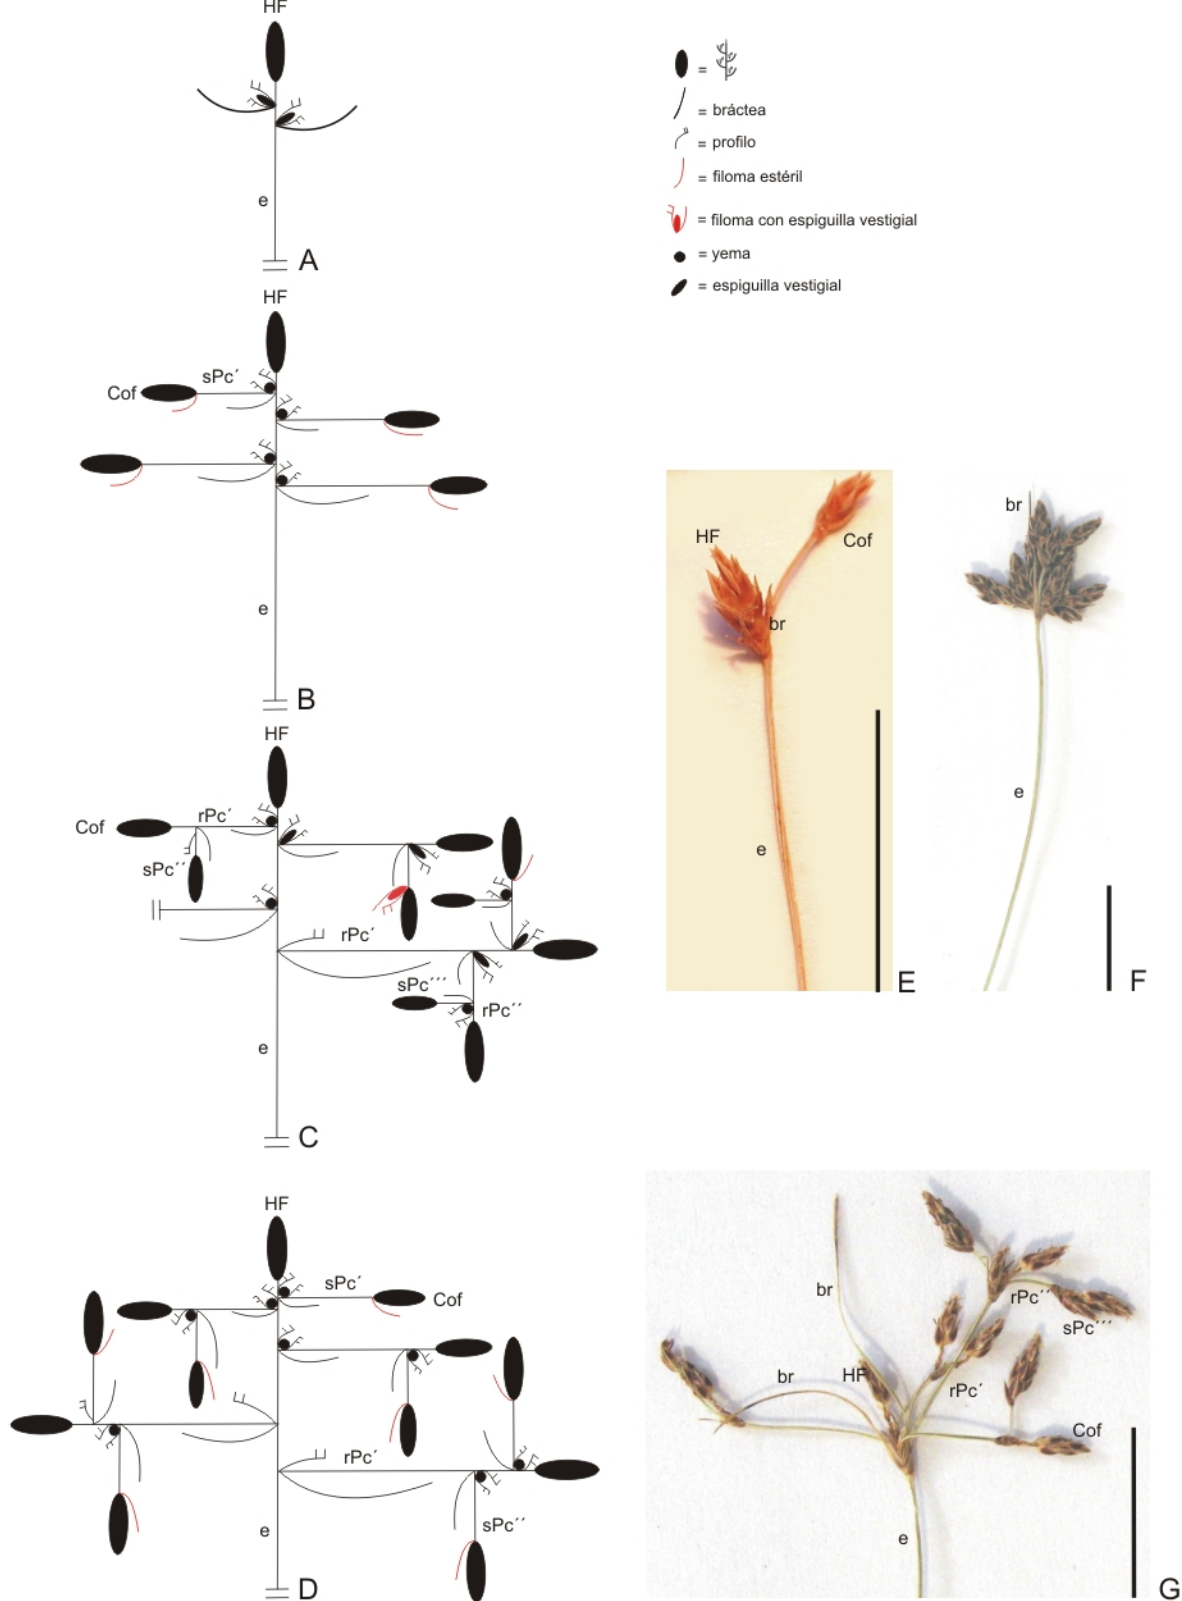 HF
e
A
HF
sPc´
Cof
e
B
HF
rPc´
Cof
sPc´´
rPc´
sPc´´´
rPc´´
e
C
HF
sPc´
Cof
rPc´
sPc´´
e
D
=
= bráctea
= profilo
= filoma estéril
= filoma con espiguilla vestigial
= yema
= espiguilla vestigial
HF
Cof
br
e
E
br
e
F
br
rPc´´
sPc´´´
HF
br
rPc´
Cof
e
G